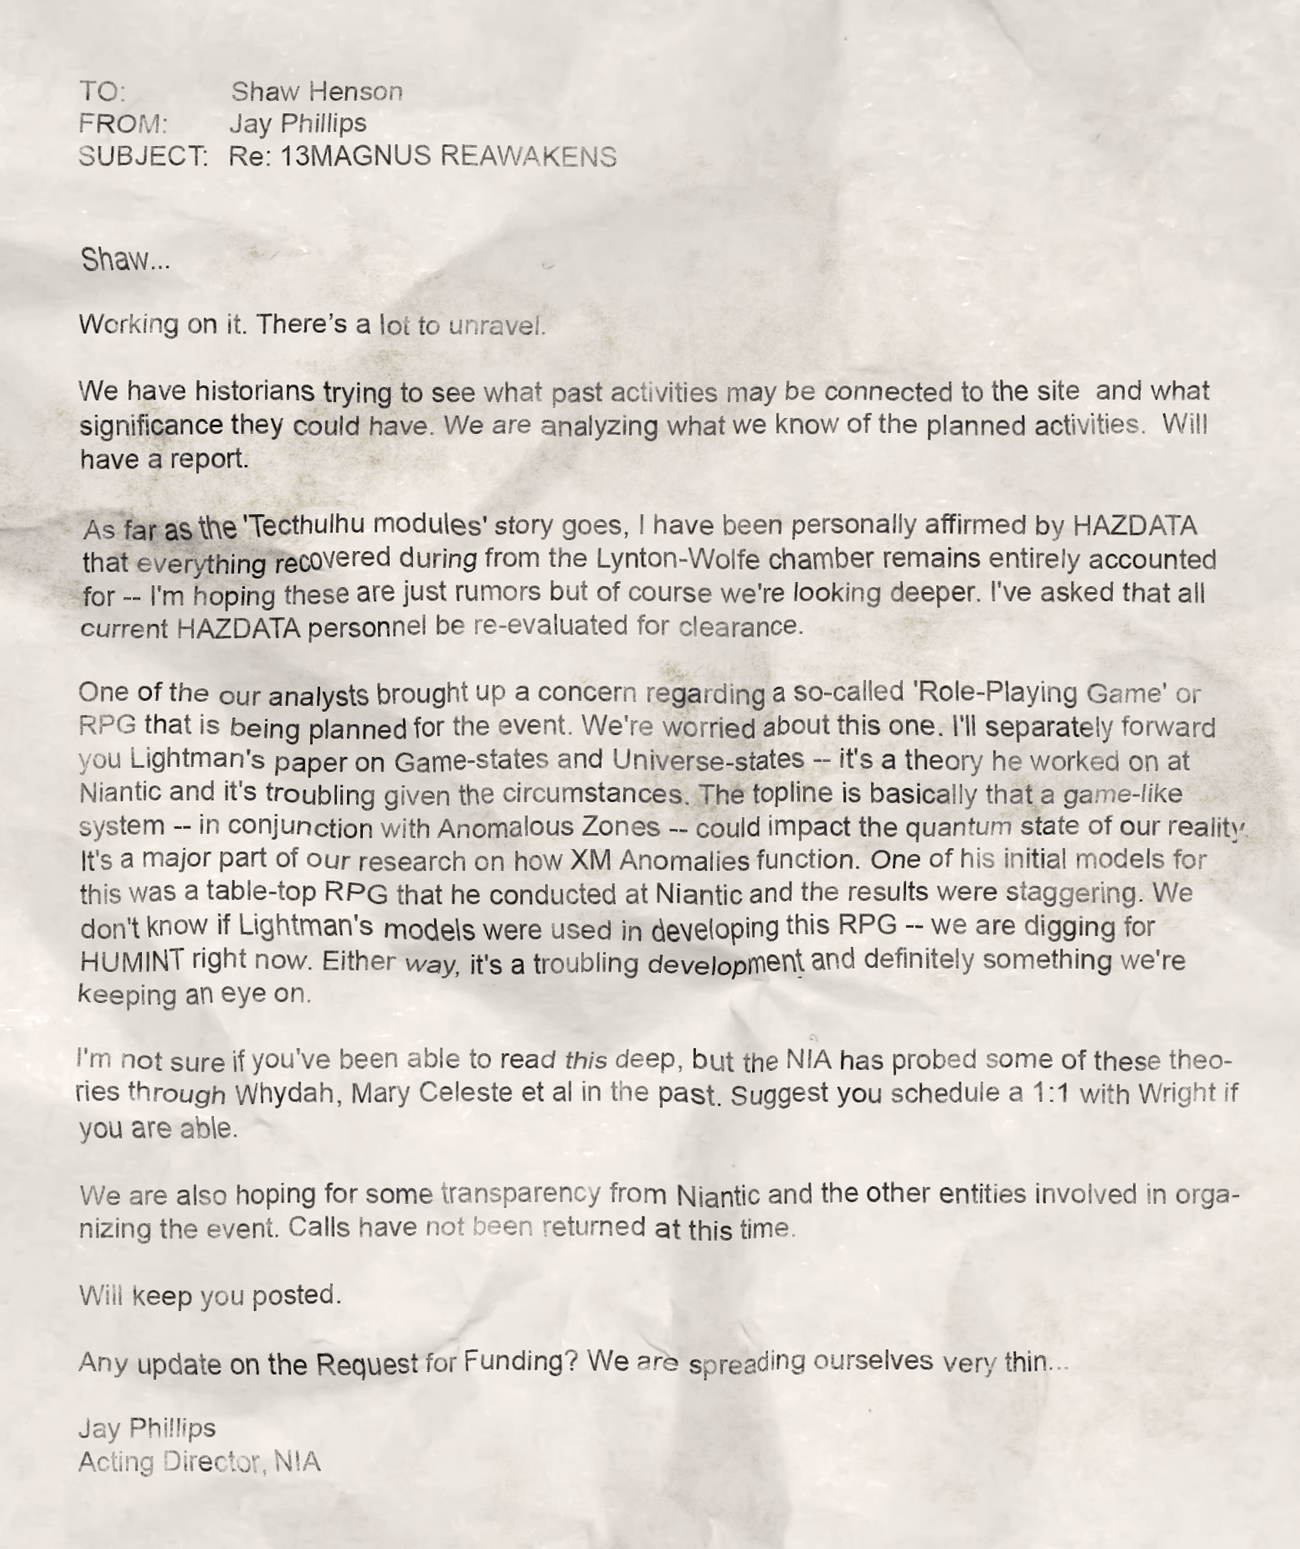 TO: Shaw Henson
FROM: Jay Phillips
SUBJECT: Re: 13MAGNUS REAWAKENS
Shaw...
Working on it. There's a lot to unravel.
We have historians trying to see what past activities may be connected to the site and what
significance they could have. We are analyzing what we know of the planned activities. Will
have a report.
As far as the 'Tecthulhu modules' story goes, I have been personally affirmed by HAZDATA
that everything recovered during from the Lynton-Wolfe chamber remains entirely accounted
for -- I'm hoping these are just rumors but of course we're looking deeper. I've asked that all
current HAZDATA personnel be re-evaluated for clearance.
One of the our analysts brought up a concern regarding a so-called 'Role-Playing Game' or
RPG that is being planned for the event. We're worried about this one. I'll separately forward
you Lightman's paper on Game-states and Universe-states -- it's a theory he worked on at
Niantic and it's troubling given the circumstances. The topline is basically that a game-like
system -- in conjunction with Anomalous Zones -- could impact the quantum state of our reality.
It's a major part of our research on how XM Anomalies function. One of his initial models for
this was a table-top RPG that he conducted at Niantic and the results were staggering. We
don't know if Lightman's models were used in developing this RPG -- we are digging for
HUMINT right now. Either way, it's a troubling development and definitely something we're
keeping an eye on.
I'm not sure if you've been able to read this deep, but the NIA has probed some of these theo-
ries through Whydah, Mary Celeste et al in the past. Suggest you schedule a 1:1 with Wright if
you are able.
We are also hoping for some transparency from Niantic and the other entities involved in orga-
nizing the event. Calls have not been returned at this time.
Will keep you posted.
Any update on the Request for Funding? We are spreading ourselves very thin...
Jay Phillips
Acting Director, NIA